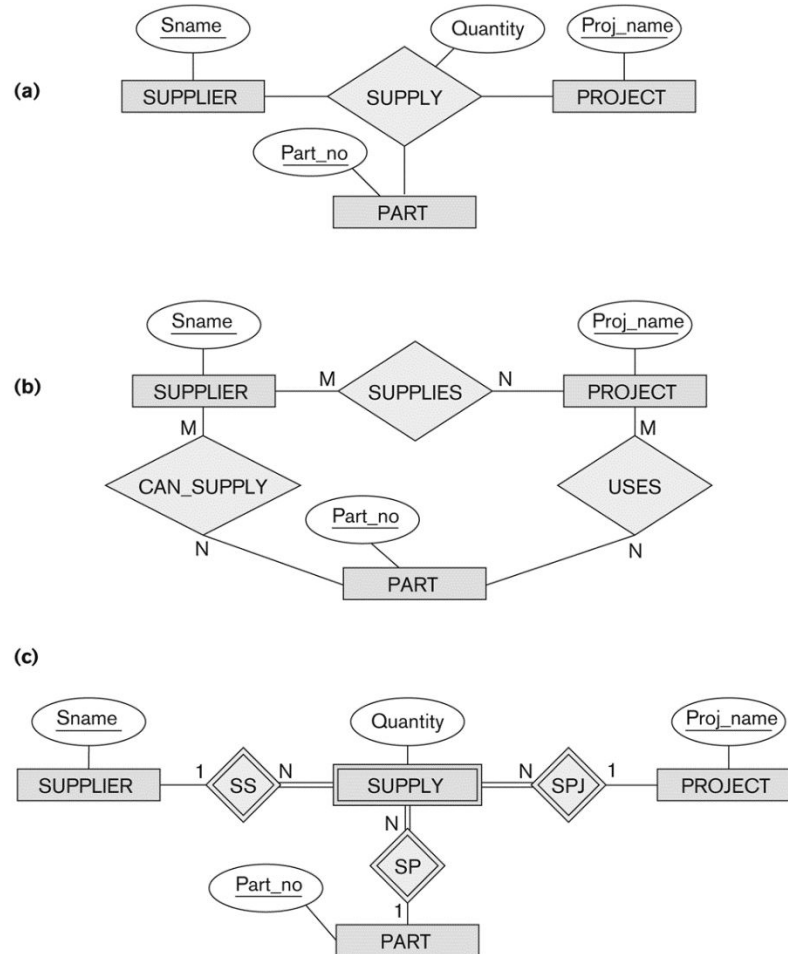 Sname
Quantity
Proj_name
(a)
SUPPLIER
SUPPLY
PROJECT
Part_no
PART
Sname
Proj_name
(b)
SUPPLIER
M
SUPPLIES
N
PROJECT
M
M
CAN_SUPPLY
USES
Part_no
N
N
PART
(c)
Sname
Quantity
Proj_name
SUPPLIER
1
SS
N
SUPPLY
N
SPJ
1
PROJECT
N
SP
Part_no
1
PART